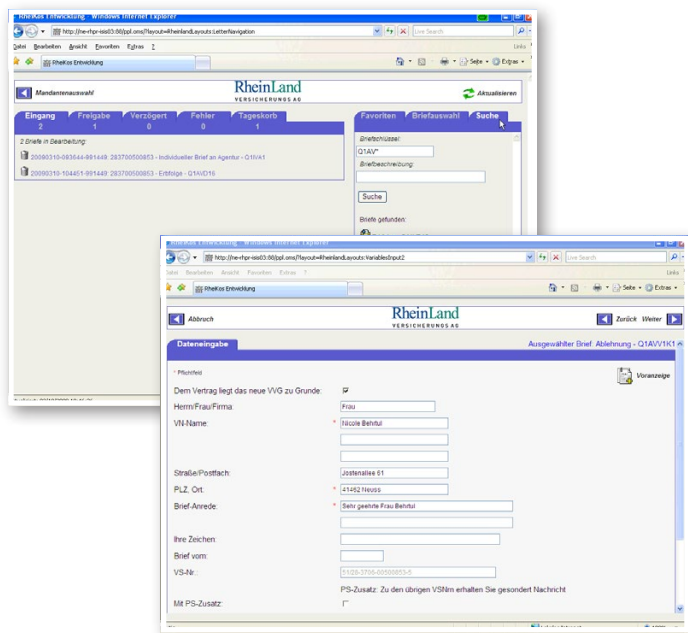 RheiKos Entwicklung - Windows Internet Explorer
http://ne-rhpr-isis03:88/ppl.ons/?layout=RheinlandLayouts:LetterNavigation
Live Search
Datei Bearbeiten Ansicht Favoriten Extras ?
Links
RheiKos Entwicklung
Seite Extras
Mandantenauswahl
RheinLand
VERSICHERUNGS AG
Aktualisieren
Eingang Freigabe Verzögert Fehler Tageskorb
2 1 0 0 1
Favoriten Briefauswahl Suche
2 Briefe in Bearbeitung:
20090310-093544-991449: 283700500853 - Individueller Brief an Agentur - Q1IVA1
20090310-104451-991449: 283700500853 - Erbfolge - Q1AVD16
Briefschlüssel:
Q1AV*
Briefbeschreibung:
Suche
Briefe gefunden:
RheiKos Entwicklung - Windows Internet Explorer
http://ne-rhpr-isis03:88/ppl.ons/?layout=RheinlandLayouts:VariablesInput2
Live Search
Datei Bearbeiten Ansicht Favoriten Extras ?
Links
RheiKos Entwicklung
Seite Extras
Abbruch
RheinLand
VERSICHERUNGS AG
Zurück Weiter
Dateneingabe
Ausgewählter Brief: Ablehnung - Q1AVV1K1
* Pflichtfeld
Voranzeige
Dem Vertrag liegt das neue VVG zu Grunde:
Herrn/Frau/Firma: Frau
VN-Name: * Nicole Behrtul
Straße/Postfach: Jostenallee 61
PLZ, Ort: * 41462 Neuss
Brief-Anrede: * Sehr geehrte Frau Behrtul
Ihre Zeichen:
Brief vom:
VS-Nr.:
PS-Zusatz: Zu den übrigen VSNrn erhalten Sie gesondert Nachricht
Mit PS-Zusatz: